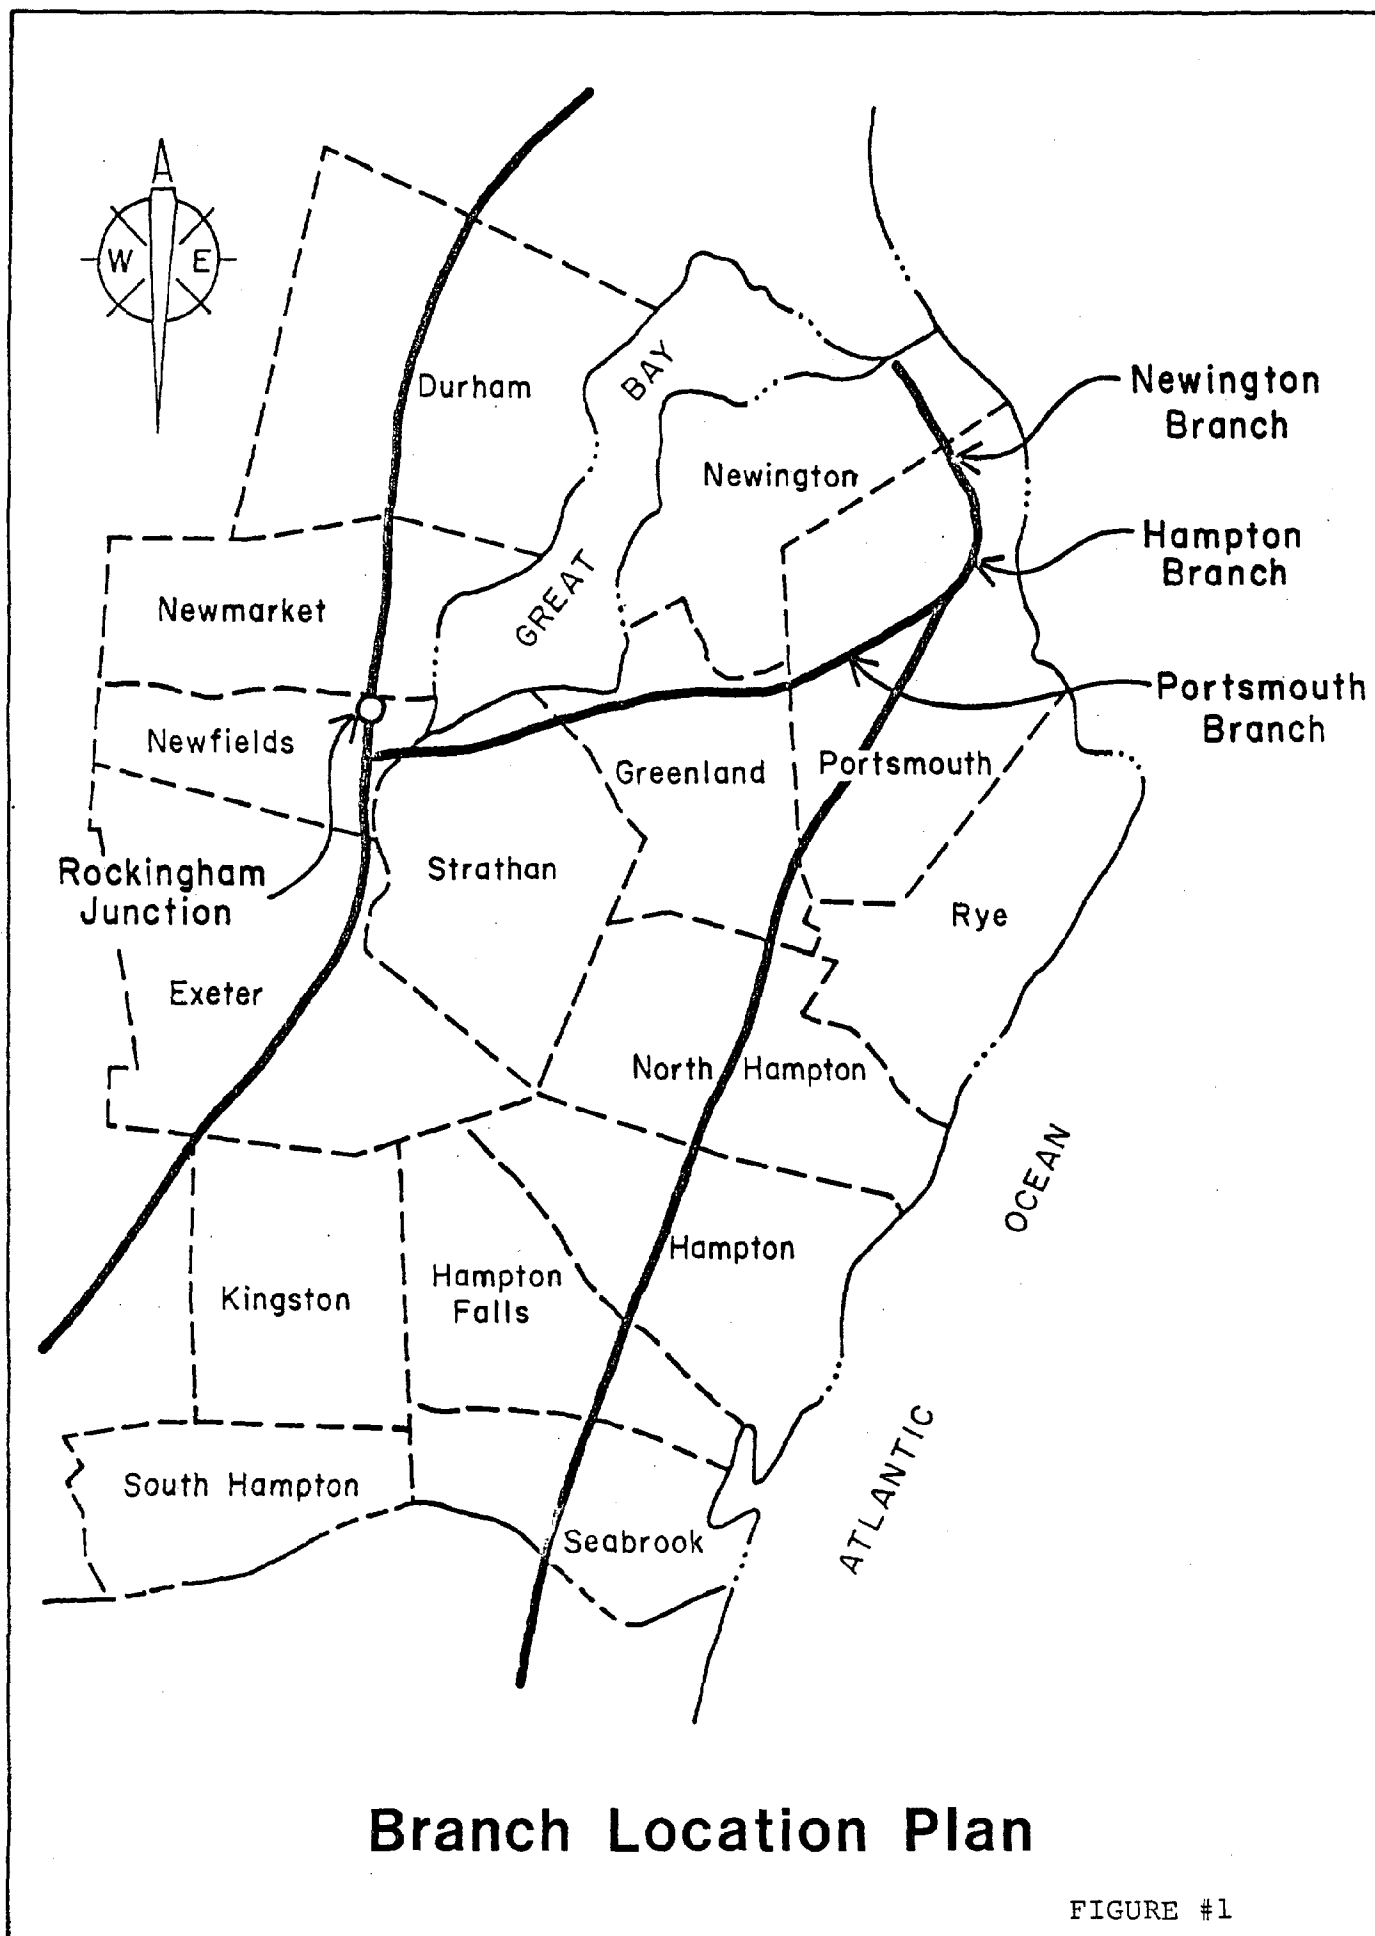 W E
Durham
BAY
Newington
Branch
Newington
Hampton
Branch
GREAT
Newmarket
Portsmouth
Branch
Newfields
Greenland
Portsmouth
Rockingham
Junction
Strathan
Rye
Exeter
North Hampton
OCEAN
Hampton
Hampton
Falls
Kingston
ATLANTIC
South Hampton
Seabrook
Branch Location Plan
FIGURE #1